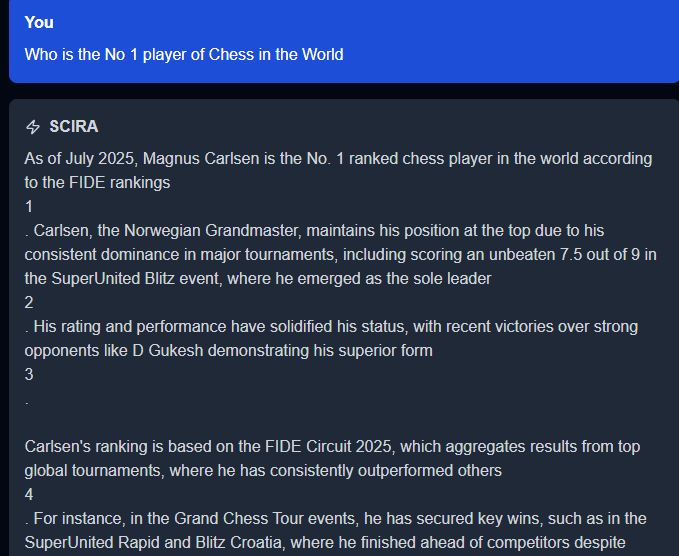 You
Who is the No 1 player of Chess in the World
SCIRA
As of July 2025, Magnus Carlsen is the No. 1 ranked chess player in the world according
to the FIDE rankings
1
. Carlsen, the Norwegian Grandmaster, maintains his position at the top due to his
consistent dominance in major tournaments, including scoring an unbeaten 7.5 out of 9 in
the SuperUnited Blitz event, where he emerged as the sole leader
2
. His rating and performance have solidified his status, with recent victories over strong
opponents like D Gukesh demonstrating his superior form
3
.
Carlsen's ranking is based on the FIDE Circuit 2025, which aggregates results from top
global tournaments, where he has consistently outperformed others
4
. For instance, in the Grand Chess Tour events, he has secured key wins, such as in the
SuperUnited Rapid and Blitz Croatia, where he finished ahead of competitors despite